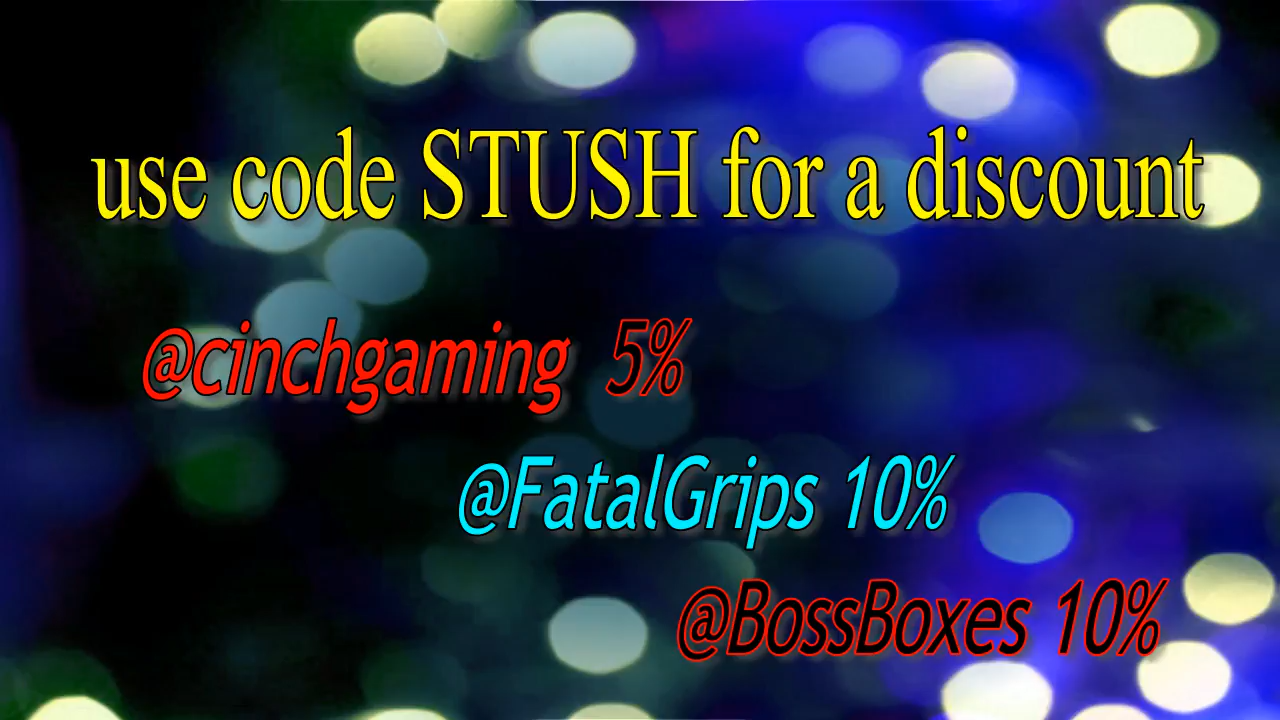 use code STUSH for a discount
@cinchgaming 5%
@FatalGrips 10%
@BossBoxes 10%